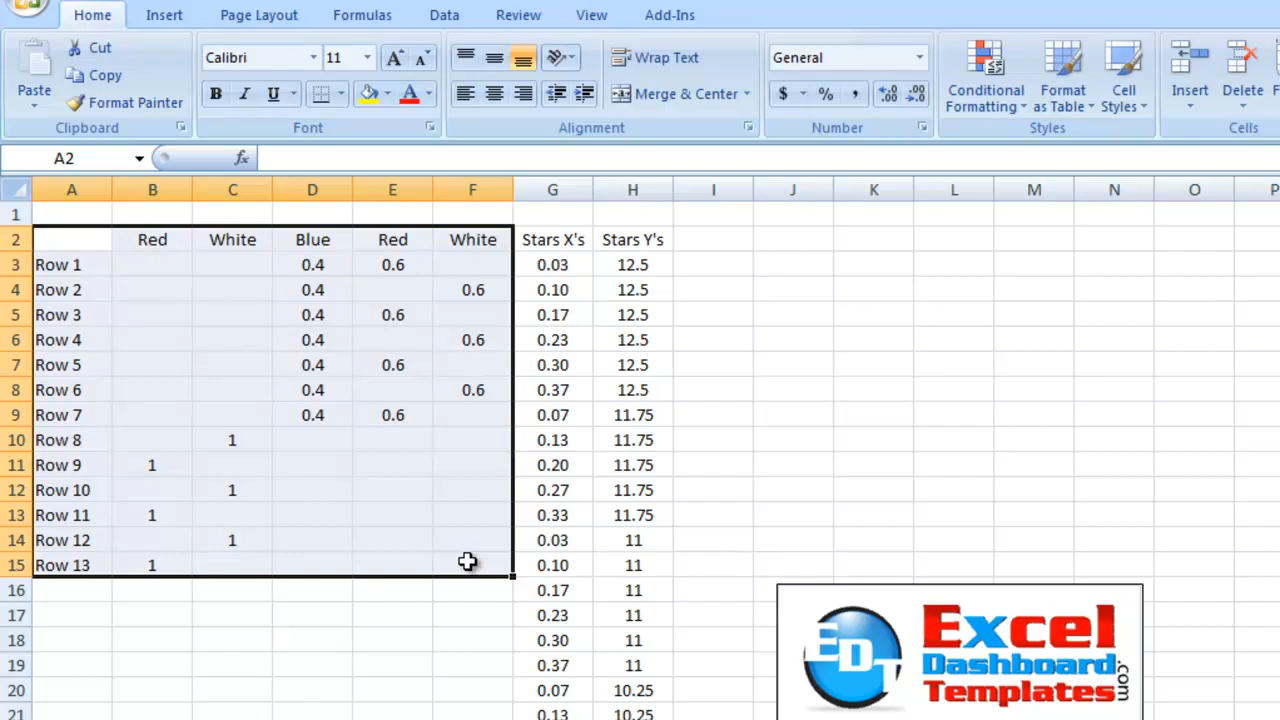 Home Insert Page Layout Formulas Data Review View Add-Ins
Paste Cut Copy Format Painter
Clipboard
Calibri 11 A A
B I U A
Font
Wrap Text
Merge & Center
Alignment
General
$ % , .0 .00 .00 .0
Number
Conditional Formatting Format as Table Cell Styles
Styles
Insert Delete
Cells
A2 fx
A B C D E F G H I J K L M N O P
1
2 Red White Blue Red White Stars X's Stars Y's
3 Row 1 0.4 0.6 0.03 12.5
4 Row 2 0.4 0.6 0.10 12.5
5 Row 3 0.4 0.6 0.17 12.5
6 Row 4 0.4 0.6 0.23 12.5
7 Row 5 0.4 0.6 0.30 12.5
8 Row 6 0.4 0.6 0.37 12.5
9 Row 7 0.4 0.6 0.07 11.75
10 Row 8 1 0.13 11.75
11 Row 9 1 0.20 11.75
12 Row 10 1 0.27 11.75
13 Row 11 1 0.33 11.75
14 Row 12 1 0.03 11
15 Row 13 1 0.10 11
16 0.17 11
17 0.23 11
18 0.30 11
19 0.37 11
20 0.07 10.25
21 0.13 10.25
EDT
Excel
Dashboard
Templates
.com